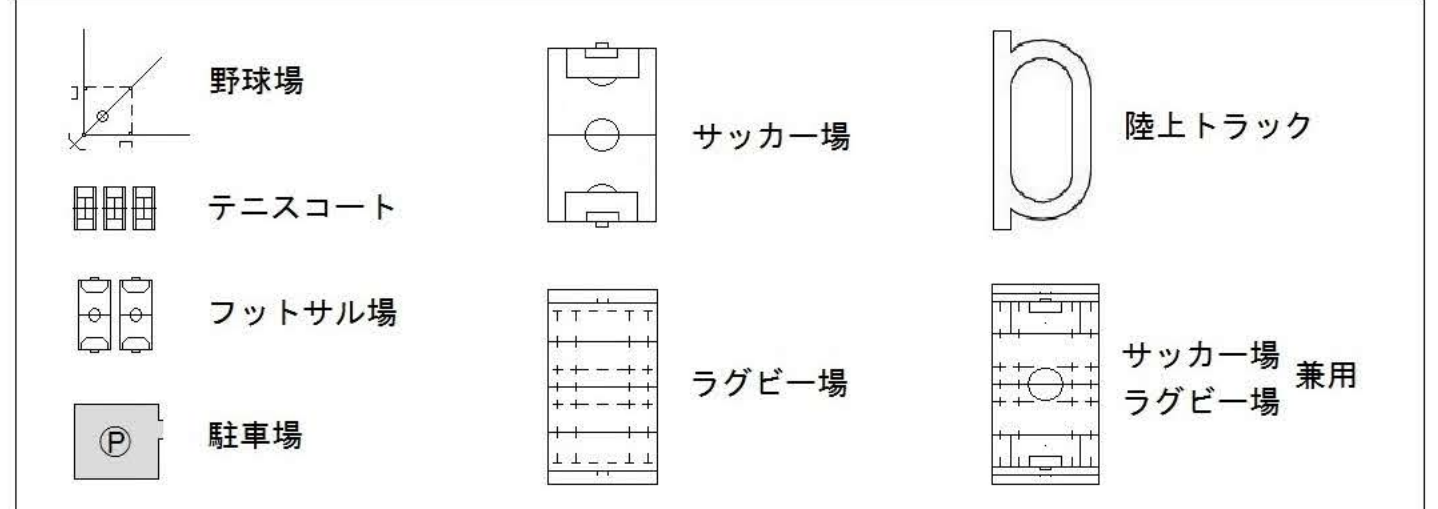 野球場
テニスコート
フットサル場
Ⓟ
駐車場
サッカー場
ラグビー場
陸上トラック
サッカー場
ラグビー場
兼用